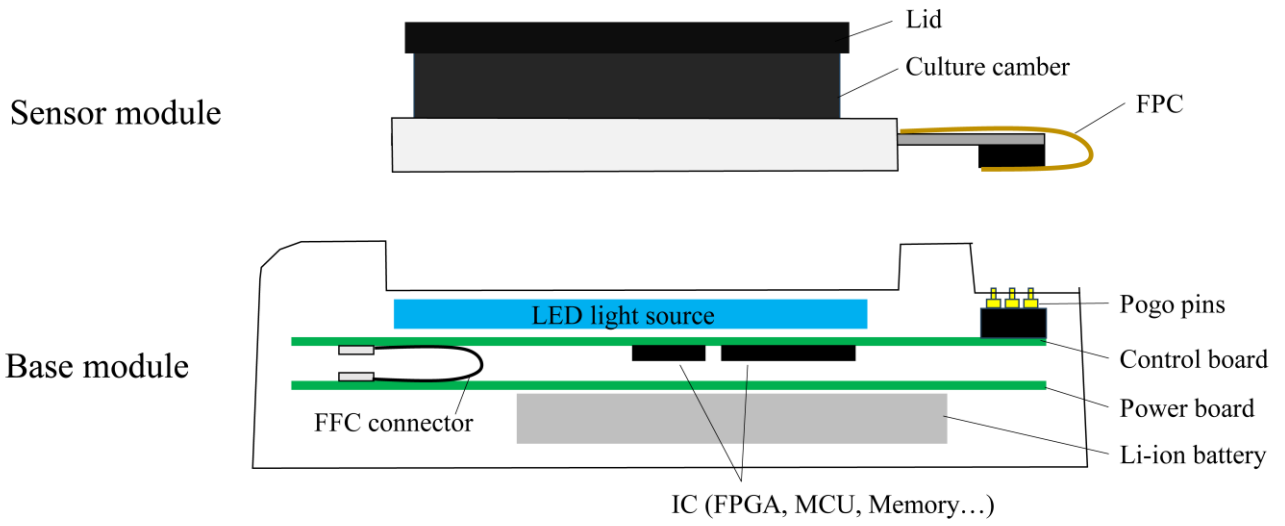 Lid
Culture camber
FPC
Sensor module
LED light source
Pogo pins
Control board
Base module
Power board
FFC connector
Li-ion battery
IC (FPGA, MCU, Memory…)